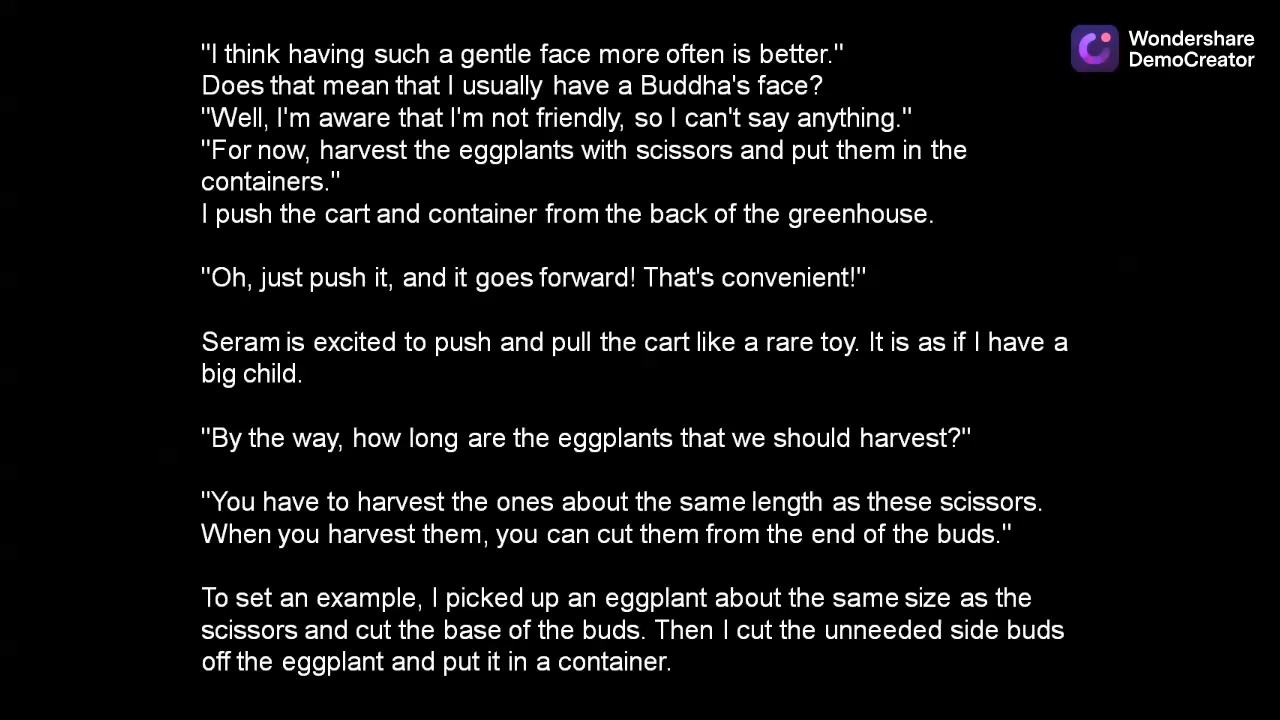 Wondershare
DemoCreator
"I think having such a gentle face more often is better."
Does that mean that I usually have a Buddha's face?
"Well, I'm aware that I'm not friendly, so I can't say anything."
"For now, harvest the eggplants with scissors and put them in the
containers."
I push the cart and container from the back of the greenhouse.
"Oh, just push it, and it goes forward! That's convenient!"
Seram is excited to push and pull the cart like a rare toy. It is as if I have a
big child.
"By the way, how long are the eggplants that we should harvest?"
"You have to harvest the ones about the same length as these scissors.
When you harvest them, you can cut them from the end of the buds."
To set an example, I picked up an eggplant about the same size as the
scissors and cut the base of the buds. Then I cut the unneeded side buds
off the eggplant and put it in a container.